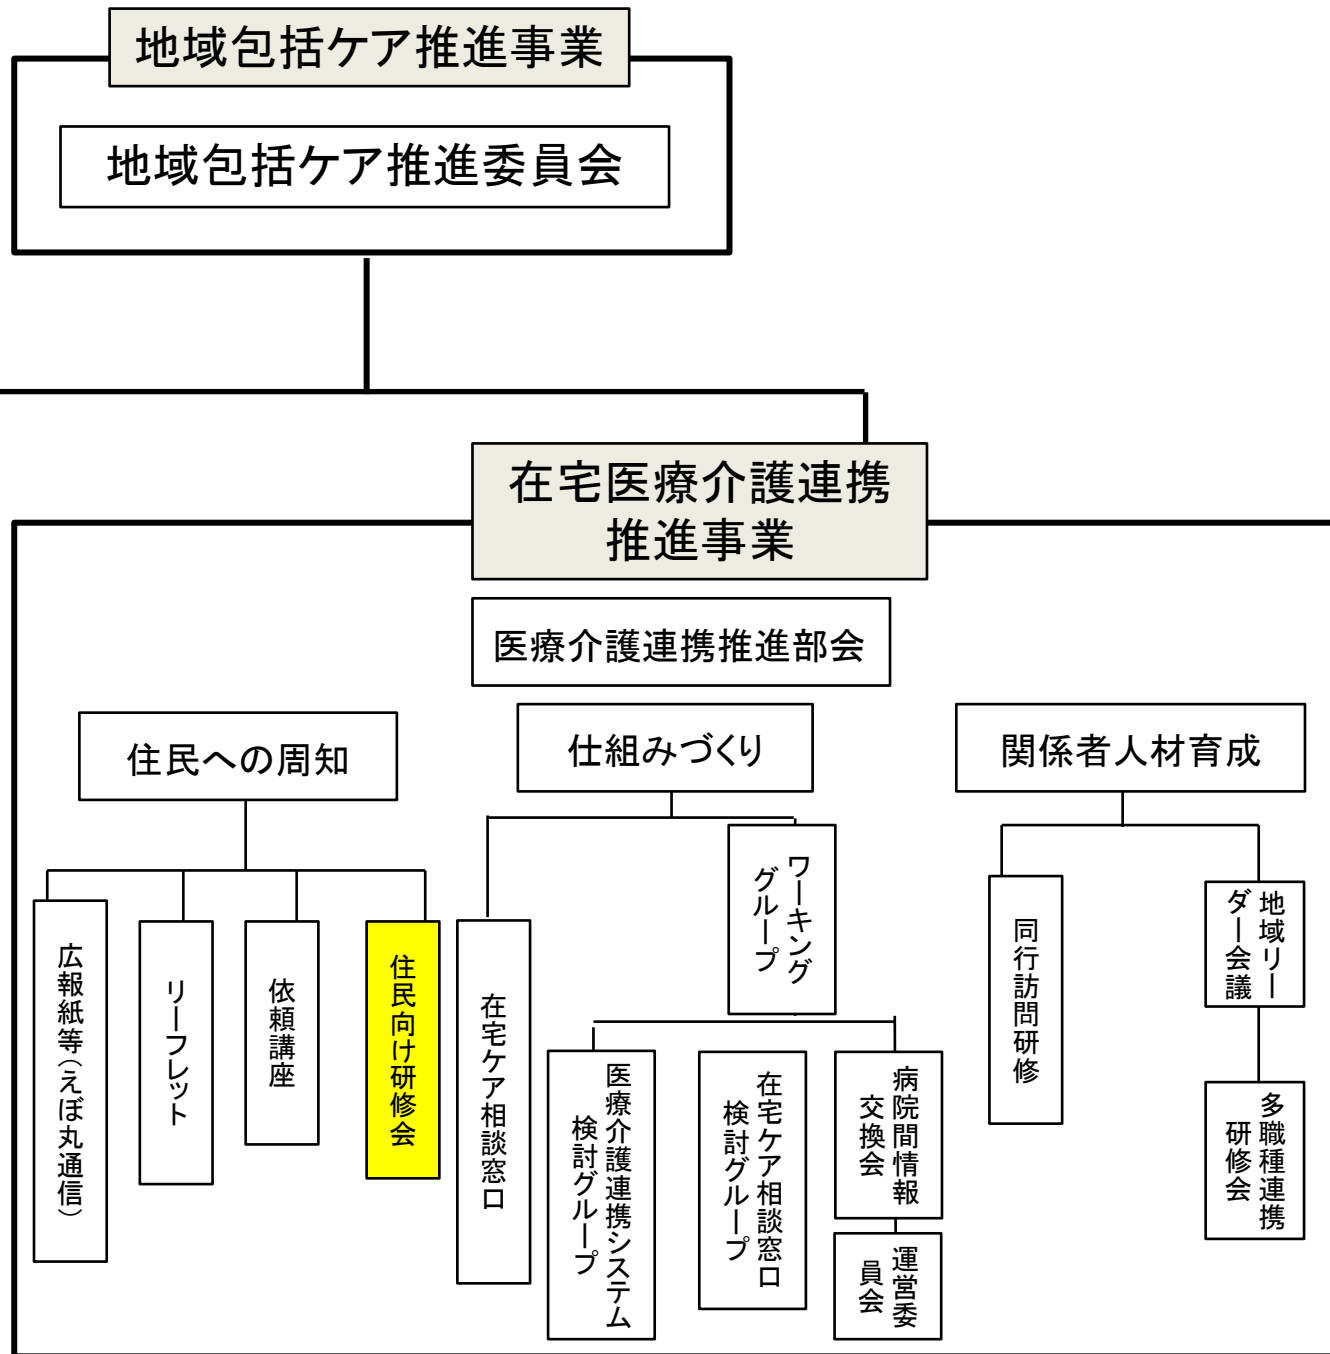 地域包括ケア推進事業
地域包括ケア推進委員会
在宅医療介護連携
推進事業
医療介護連携推進部会
住民への周知
仕組みづくり
関係者人材育成
広報紙等（えぼ丸通信）
リーフレット
依頼講座
住民向け研修会
在宅ケア相談窓口
ワーキング
グループ
医療介護連携システム
検討グループ
在宅ケア相談窓口
検討グループ
病院間情報
交換会
運営委
員会
同行訪問研修
地域リー
ダー会議
多職種連携
研修会